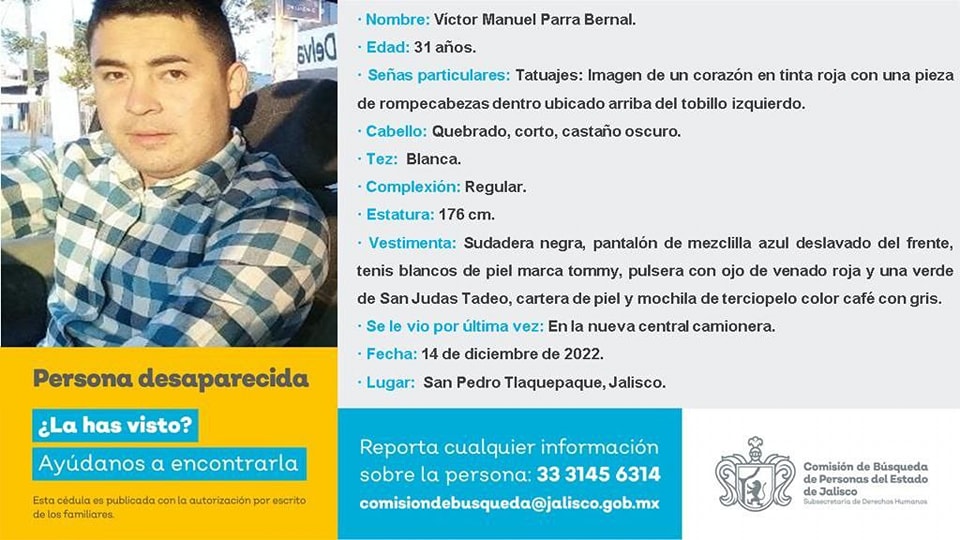 Delva
· Nombre: Víctor Manuel Parra Bernal.
· Edad: 31 años.
· Señas particulares: Tatuajes: Imagen de un corazón en tinta roja con una pieza
de rompecabezas dentro ubicado arriba del tobillo izquierdo.
· Cabello: Quebrado, corto, castaño oscuro.
· Tez: Blanca.
· Complexión: Regular.
· Estatura: 176 cm.
· Vestimenta: Sudadera negra, pantalón de mezclilla azul deslavado del frente,
tenis blancos de piel marca tommy, pulsera con ojo de venado roja y una verde
de San Judas Tadeo, cartera de piel y mochila de terciopelo color café con gris.
· Se le vio por última vez: En la nueva central camionera.
· Fecha: 14 de diciembre de 2022.
· Lugar: San Pedro Tlaquepaque, Jalisco.
Persona desaparecida
¿La has visto?
Ayúdanos a encontrarla
Esta cédula es publicada con la autorización por escrito
de los familiares.
Reporta cualquier información
sobre la persona: 33 3145 6314
comisiondebusqueda@jalisco.gob.mx
Comisión de Búsqueda
de Personas del Estado
de Jalisco
Subsecretaría de Derechos Humanos